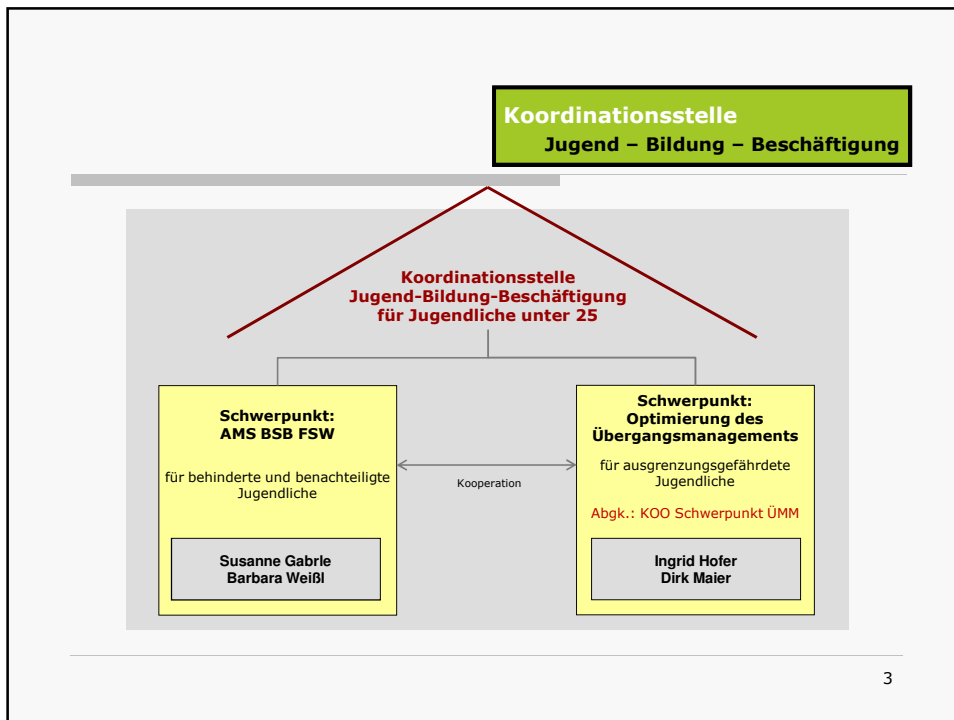 Koordinationsstelle
Jugend – Bildung – Beschäftigung
Koordinationsstelle
Jugend-Bildung-Beschäftigung
für Jugendliche unter 25
Schwerpunkt:
AMS BSB FSW
für behinderte und benachteiligte
Jugendliche
Susanne Gabrle
Barbara Weißl
Kooperation
Schwerpunkt:
Optimierung des
Übergangsmanagements
für ausgrenzungsgefährdete
Jugendliche
Abgk.: KOO Schwerpunkt ÜMM
Ingrid Hofer
Dirk Maier
3